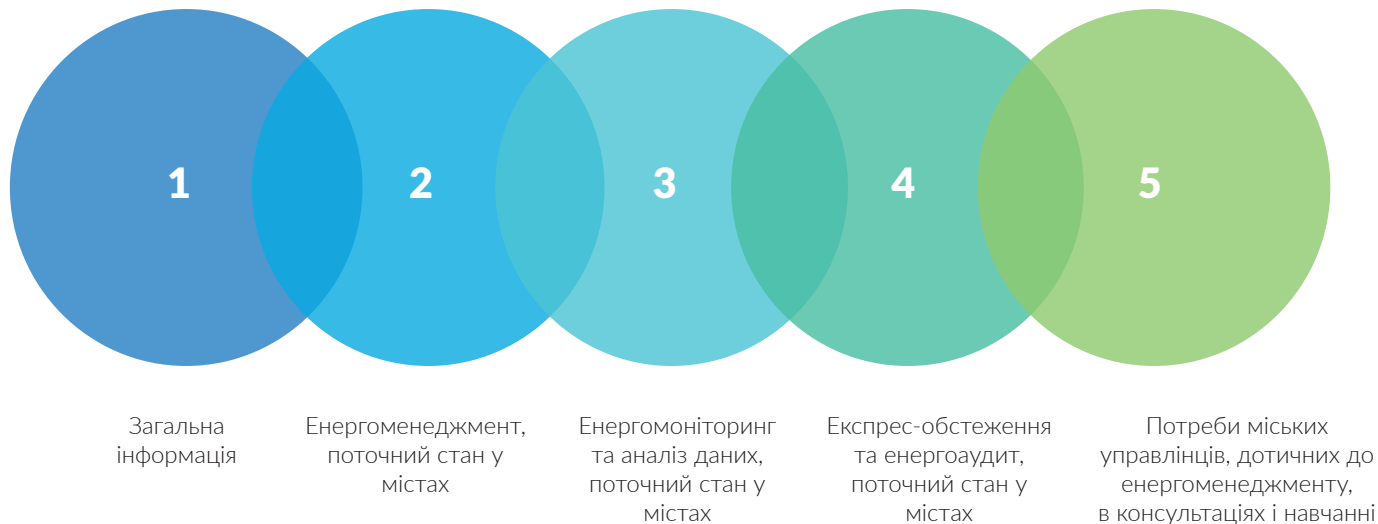 1
2
3
4
5
Загальна
інформація
Енергоменеджмент,
поточний стан у
містах
Енергомоніторинг
та аналіз даних,
поточний стан у
містах
Експрес-обстеження
та енергоаудит,
поточний стан у
містах
Потреби міських
управлінців, дотичних до
енергоменеджменту,
в консультаціях і навчанні